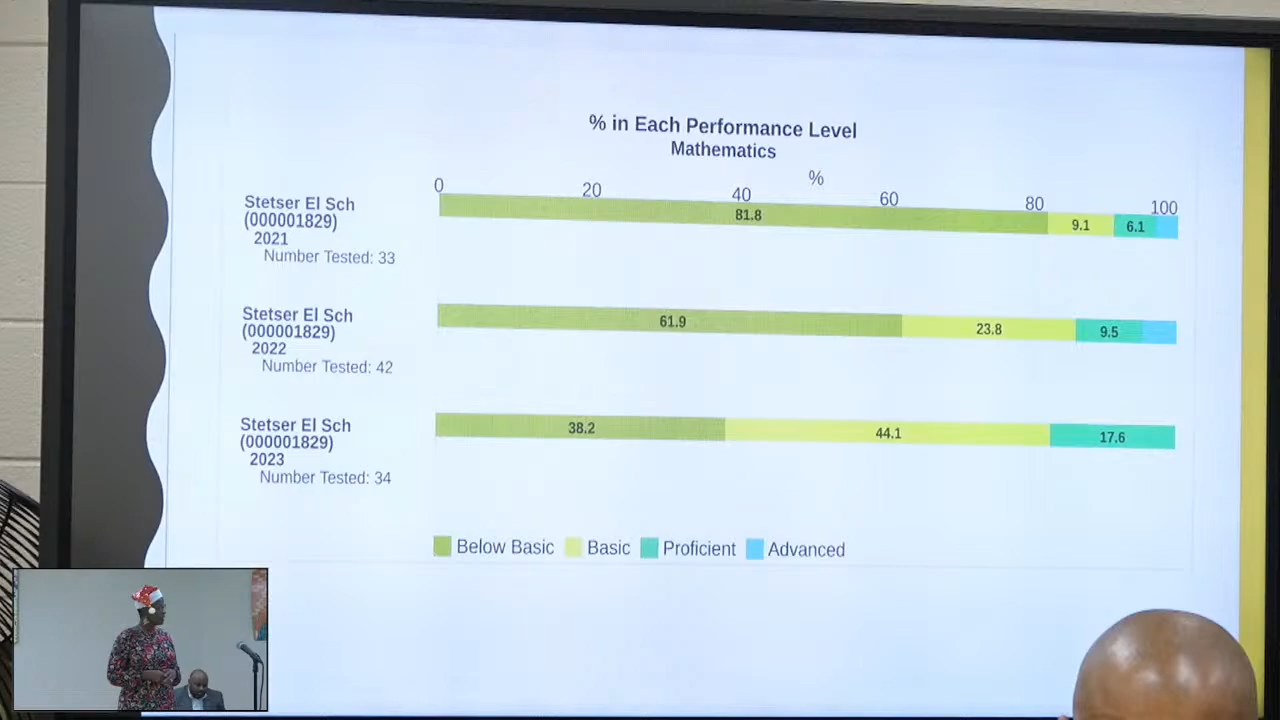 % in Each Performance Level
Mathematics
%
0 20 40 60 80 100
Stetser El Sch
(000001829)
2021
Number Tested: 33
81.8 9.1 6.1
Stetser El Sch
(000001829)
2022
Number Tested: 42
61.9 23.8 9.5
Stetser El Sch
(000001829)
2023
Number Tested: 34
38.2 44.1 17.6
Below Basic Basic Proficient Advanced